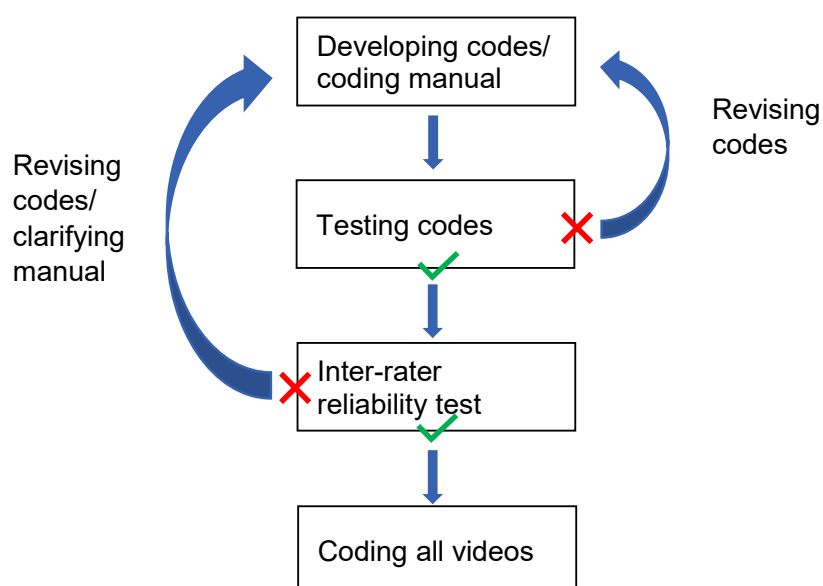 Developing codes/
coding manual
Revising
codes
Revising
codes/
clarifying
manual
Testing codes
Inter-rater
reliability test
Coding all videos